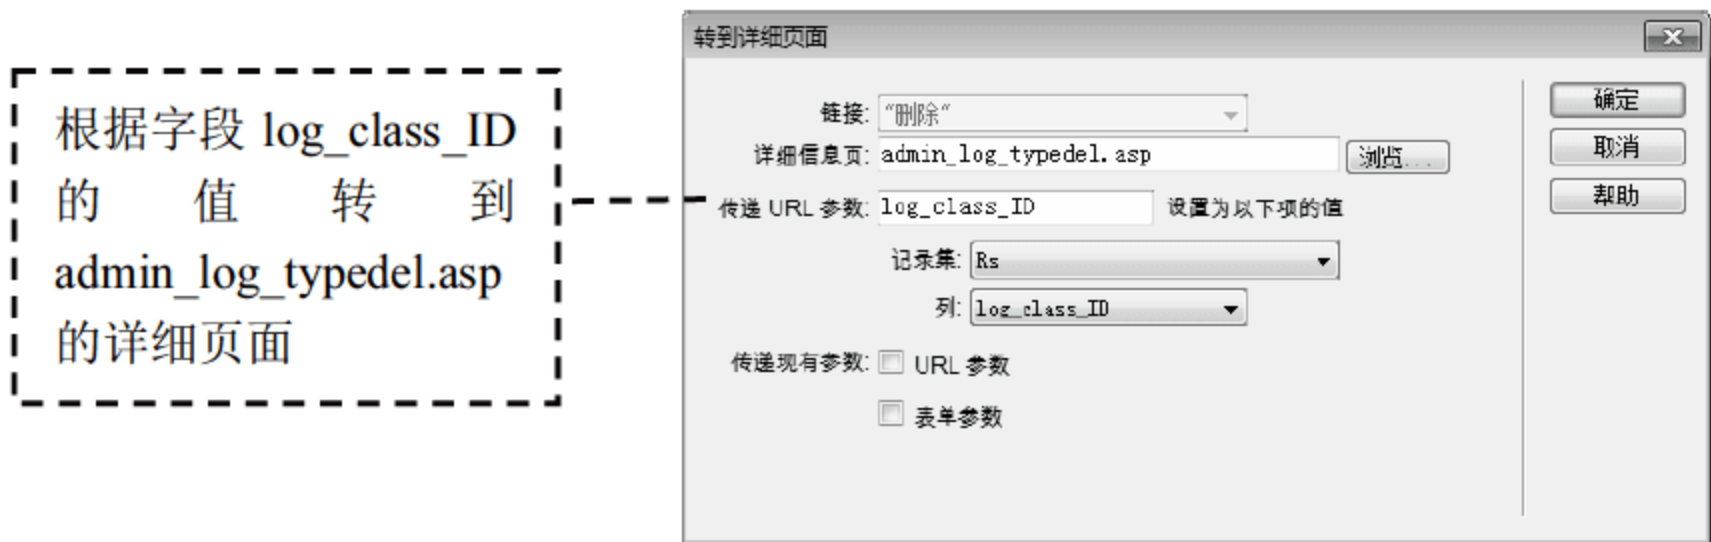 根据字段 log_class_ID
的值转到
admin_log_typedel.asp
的详细页面
转到详细页面
链接: “删除“
详细信息页: admin_log_typedel.asp 浏览...
传递 URL 参数: log_class_ID 设置为以下项的值
记录集: Rs
列: log_class_ID
传递现有参数: URL 参数
表单参数
确定
取消
帮助